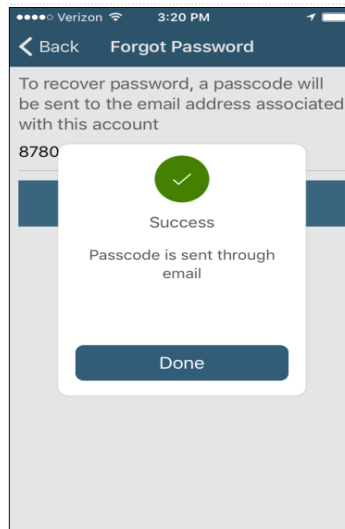 Verizon 3:20 PM
Back Forgot Password
To recover password, a passcode will
be sent to the email address associated
with this account
8780
Success
Passcode is sent through
email
Done